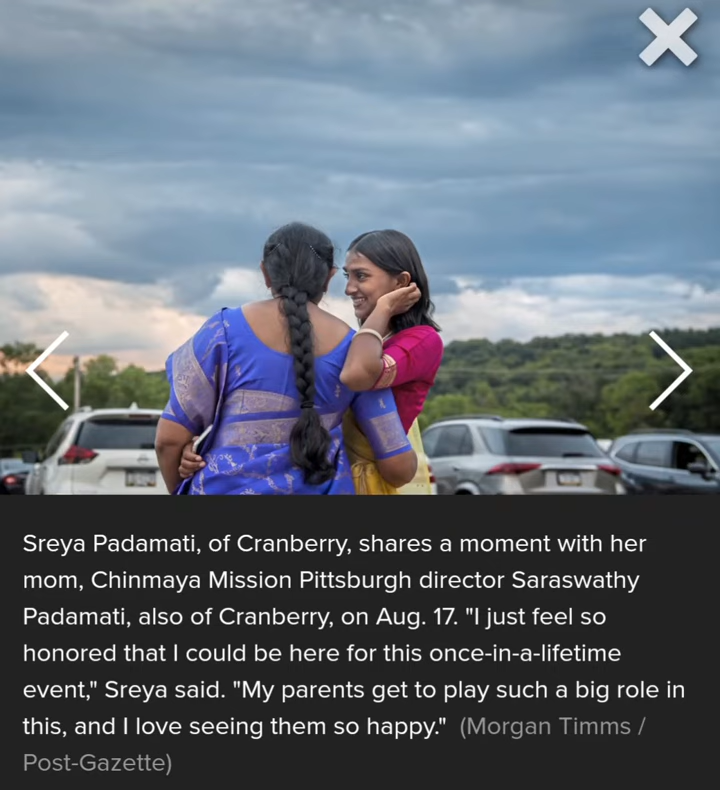 Sreya Padamati, of Cranberry, shares a moment with her
mom, Chinmaya Mission Pittsburgh director Saraswathy
Padamati, also of Cranberry, on Aug. 17. "I just feel so
honored that I could be here for this once-in-a-lifetime
event," Sreya said. "My parents get to play such a big role in
this, and I love seeing them so happy." (Morgan Timms /
Post-Gazette)